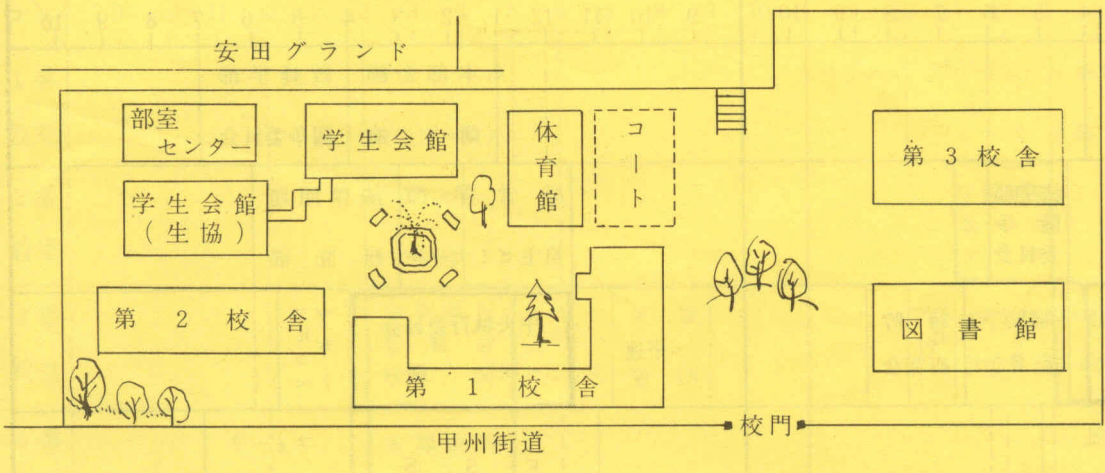 安田グランド
部室
センター
学生会館
体育館
コート
第3校舎
学生会館
(生協)
第2校舎
図書館
第1校舎
校門
甲州街道